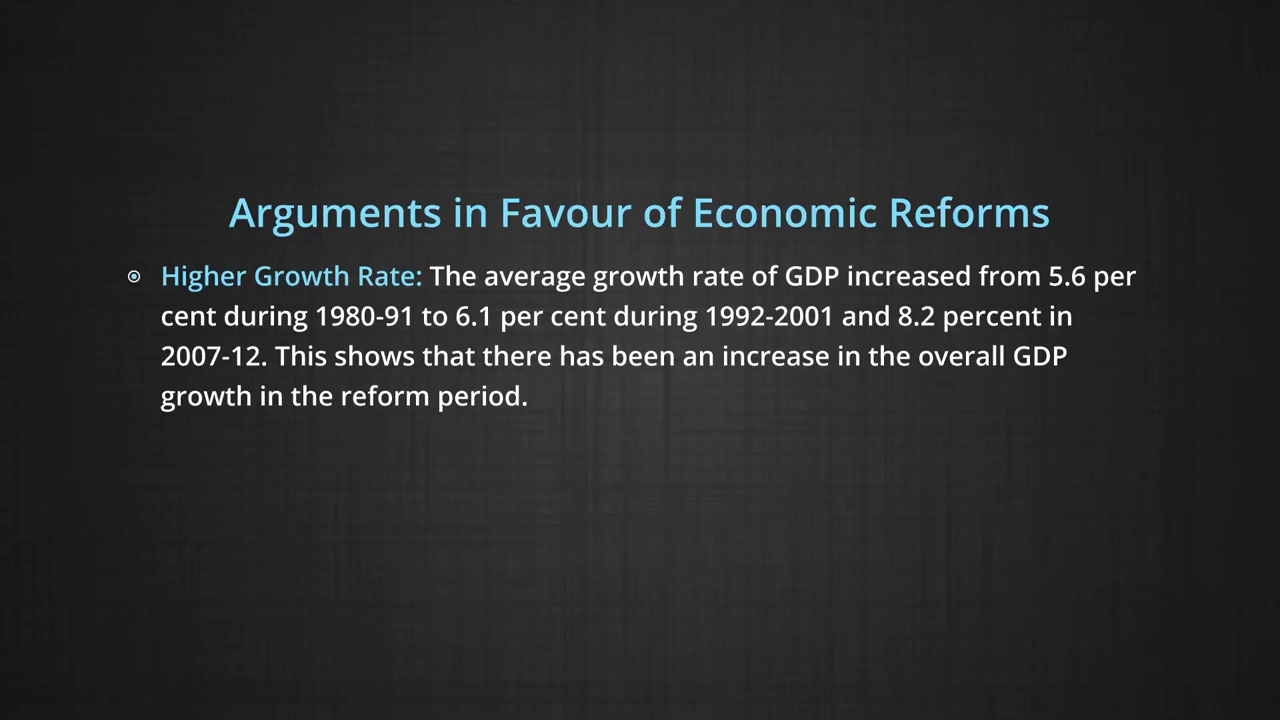 Arguments in Favour of Economic Reforms
Higher Growth Rate: The average growth rate of GDP increased from 5.6 per
cent during 1980-91 to 6.1 per cent during 1992-2001 and 8.2 percent in
2007-12. This shows that there has been an increase in the overall GDP
growth in the reform period.